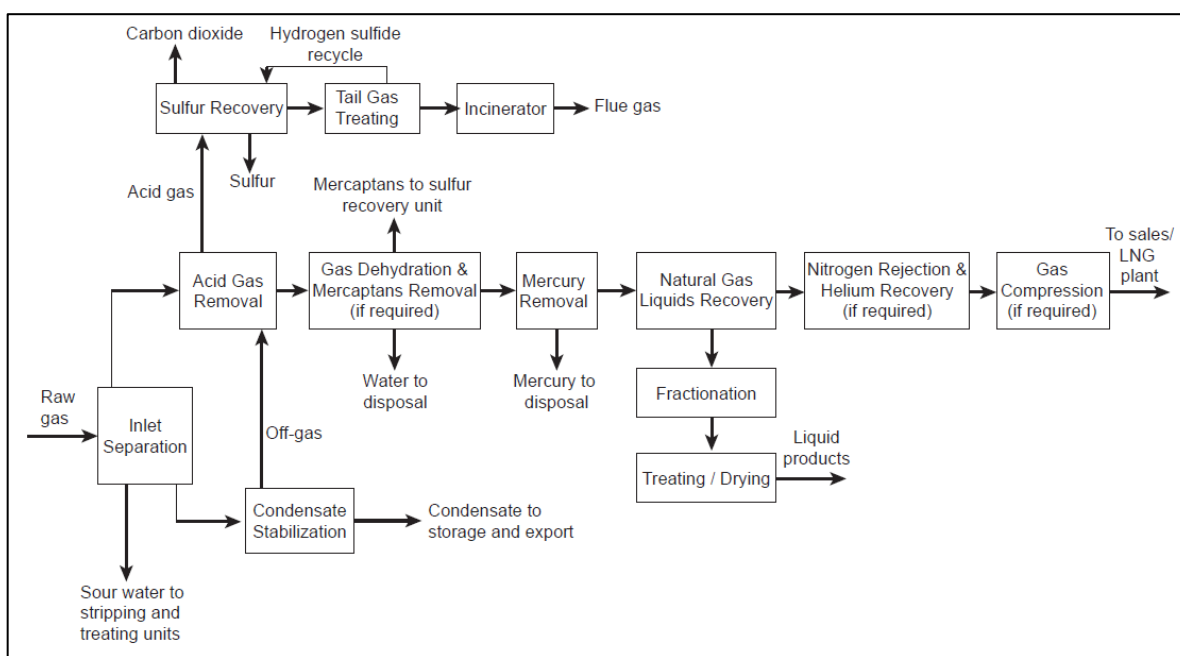 Carbon dioxide
Hydrogen sulfide
recycle
Sulfur Recovery
Tail Gas
Treating
Incinerator
Flue gas
Sulfur
Acid gas
Mercaptans to sulfur
recovery unit
To sales/
LNG
plant
Acid Gas
Removal
Gas Dehydration &
Mercaptans Removal
(if required)
Mercury
Removal
Natural Gas
Liquids Recovery
Nitrogen Rejection &
Helium Recovery
(if required)
Gas
Compression
(if required)
Raw
gas
Inlet
Separation
Off-gas
Water to
disposal
Mercury to
disposal
Fractionation
Liquid
products
Treating / Drying
Condensate
Stabilization
Condensate to
storage and export
Sour water to
stripping and
treating units